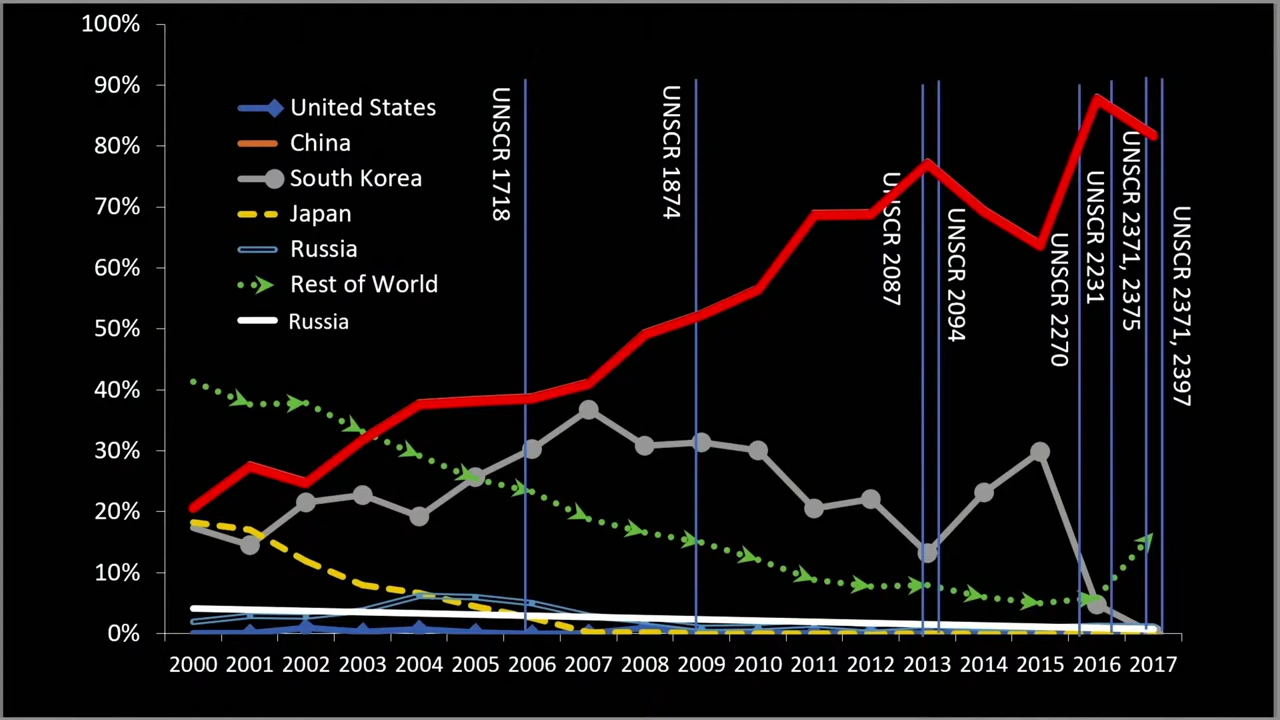 100%
90%
80%
70%
60%
50%
40%
30%
20%
10%
0%
United States
China
South Korea
Japan
Russia
Rest of World
Russia
UNSCR 1718
UNSCR 1874
UNSCR 2087
UNSCR 2094
UNSCR 2270
UNSCR 2231
UNSCR 2371, 2375
UNSCR 2371, 2397
2000 2001 2002 2003 2004 2005 2006 2007 2008 2009 2010 2011 2012 2013 2014 2015 2016 2017